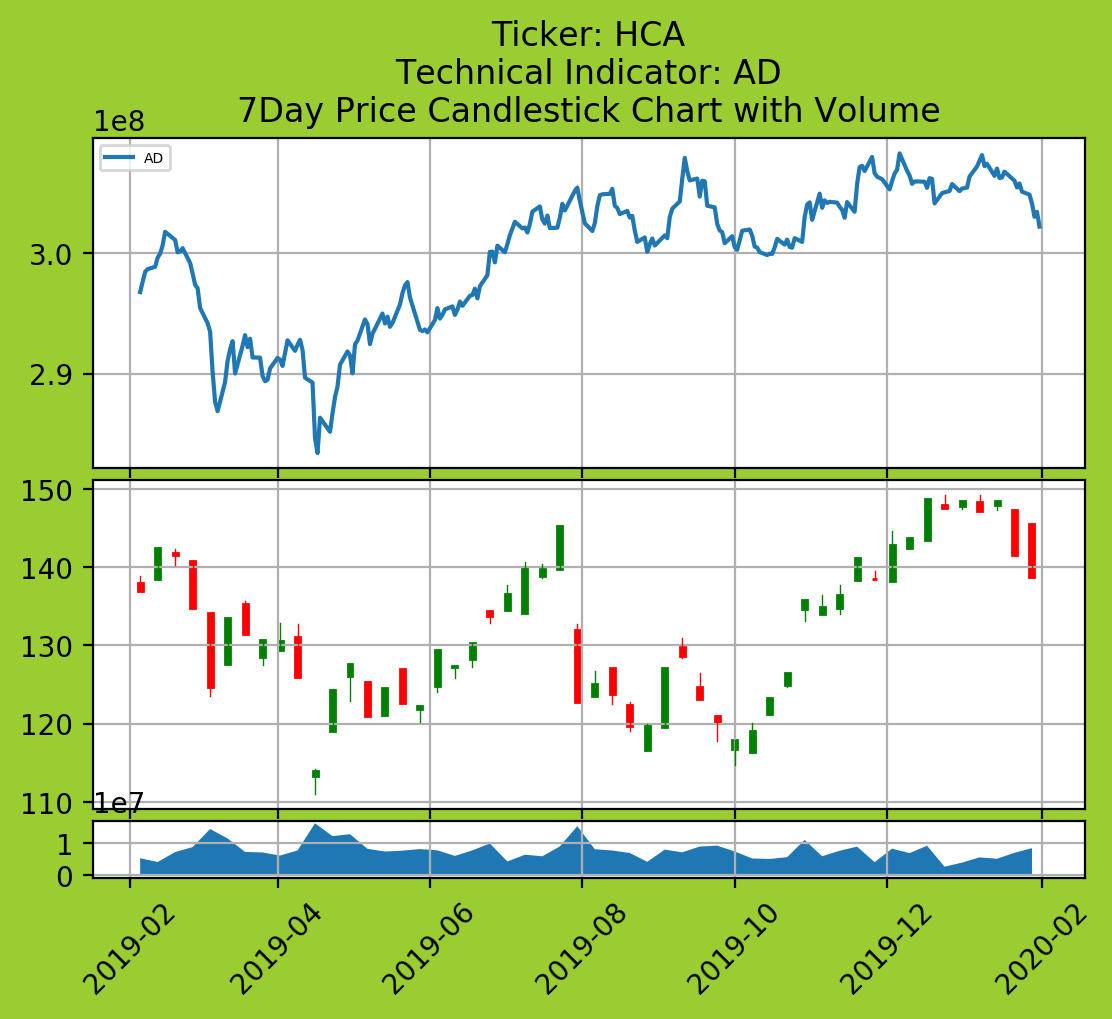 Ticker: HCA
Technical Indicator: AD
7Day Price Candlestick Chart with Volume
1e8
AD
3.0
2.9
150
140
130
120
110
1e7
1
0
2019-02
2019-04
2019-06
2019-08
2019-10
2019-12
2020-02